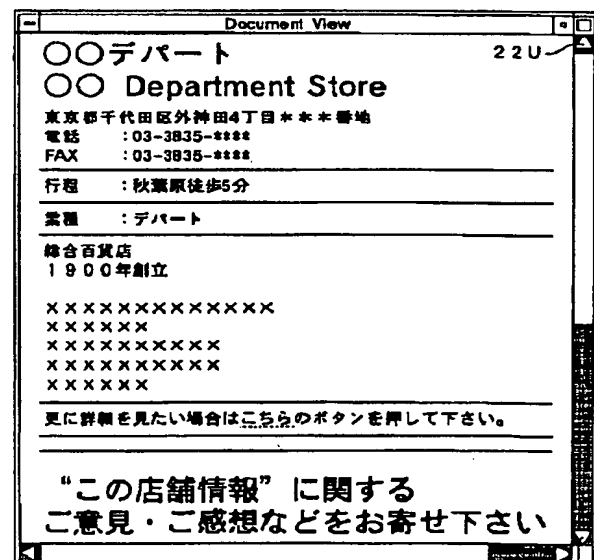 Document View
○○デパート
22U
○○ Department Store
東京都千代田区外神田4丁目＊＊＊番地
電話　：03-3835-****
FAX　：03-3835-****
行程　：秋葉原徒歩5分
業種　：デパート
総合百貨店
1900年創立
×××××××××××××
××××××
××××××××××
××××××××××
××××××
更に詳細を見たい場合はこちらのボタンを押して下さい。
“この店舗情報”に関する
ご意見・ご感想などをお寄せ下さい